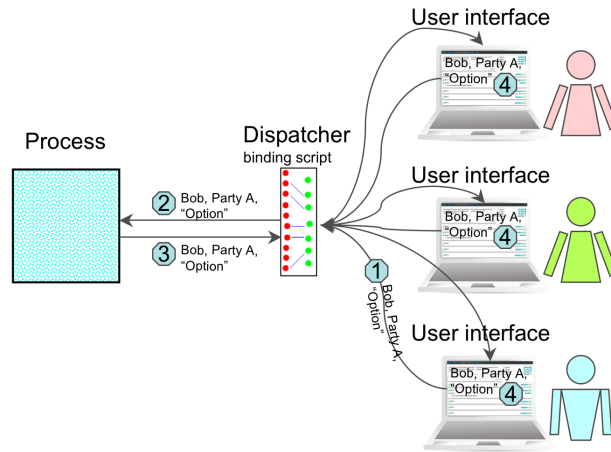 User interface
Bob, Party A,
“Option”
4
Process
Dispatcher
binding script
2
Bob, Party A,
“Option”
3
Bob, Party A,
“Option”
User interface
Bob, Party A,
“Option”
4
1
Bob, Party A,
“Option”
User interface
Bob, Party A,
“Option”
4